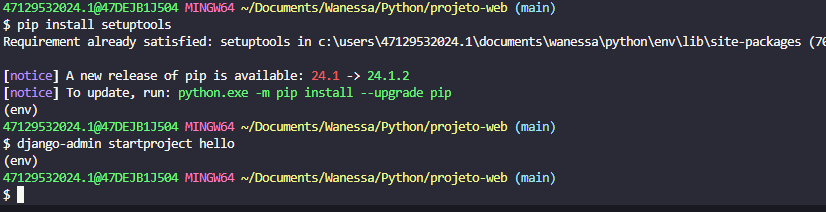 47129532024.1@47DEJB1J504 MINGW64 ~/Documents/Wanessa/Python/projeto-web (main)
$ pip install setuptools
Requirement already satisfied: setuptools in c:\users\47129532024.1\documents\wanessa\python\env\lib\site-packages (70
[notice] A new release of pip is available: 24.1 -> 24.1.2
[notice] To update, run: python.exe -m pip install --upgrade pip
(env)
47129532024.1@47DEJB1J504 MINGW64 ~/Documents/Wanessa/Python/projeto-web (main)
$ django-admin startproject hello
(env)
47129532024.1@47DEJB1J504 MINGW64 ~/Documents/Wanessa/Python/projeto-web (main)
$